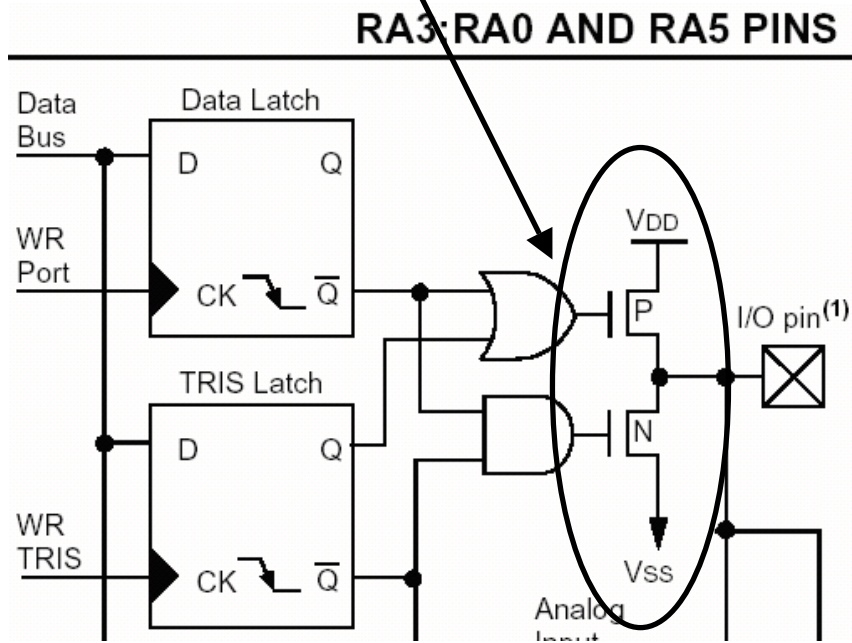 RA3:RA0 AND RA5 PINS
Data Latch
Data
Bus
D
Q
WR
Port
CK
Q̅
VDD
P
I/O pin(1)
TRIS Latch
D
Q
N
WR
TRIS
CK
Q̅
VSS
Analog
Input